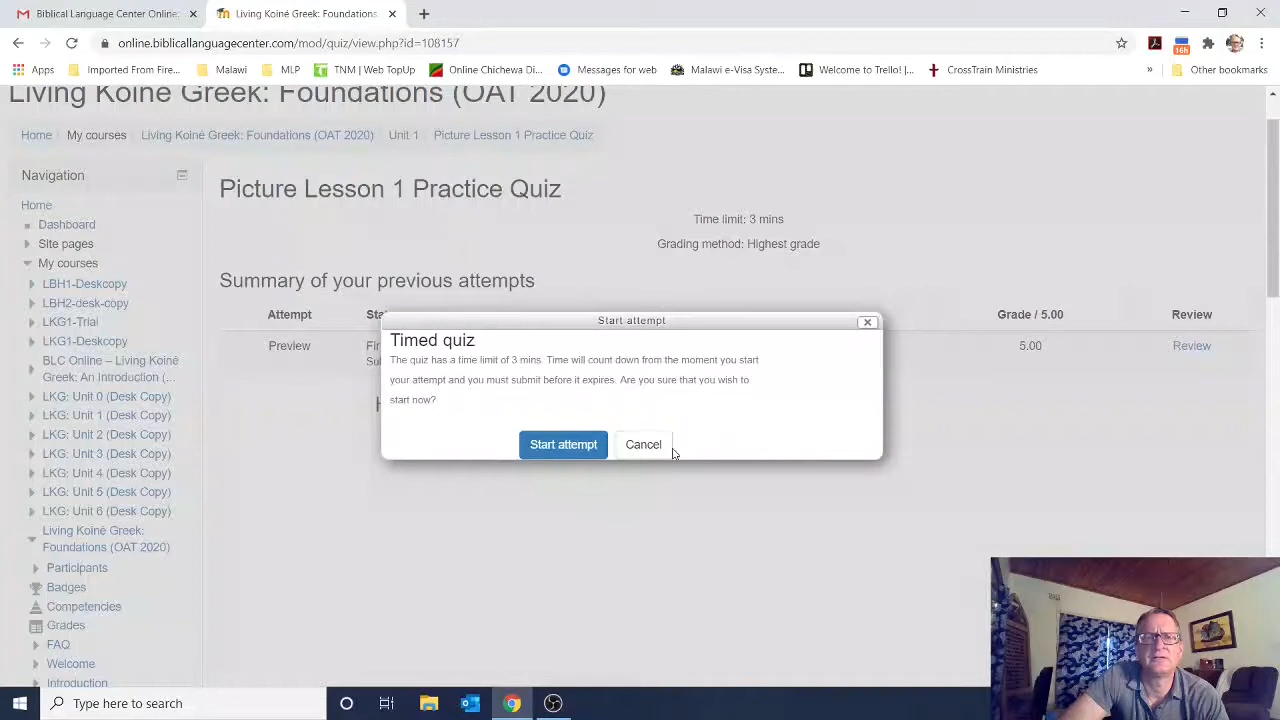 Biblical Language Center Online:
Living Koiné Greek: Foundations
online.biblicallanguagecenter.com/mod/quiz/view.php?id=108157
16h
Apps
Imported From Fire...
Malawi
MLP
TNM | Web TopUp
Online Chichewa Di...
Messages for web
Malawi e-Visa Syste...
Welcome to Trello! |...
CrossTrain Ministries
»
Other bookmarks
Living Koiné Greek: Foundations (OAT 2020)
Home
My courses
Living Koiné Greek: Foundations (OAT 2020)
Unit 1
Picture Lesson 1 Practice Quiz
Navigation
Home
Dashboard
Site pages
My courses
LBH1-Deskcopy
LBH2-desk-copy
LKG1-Trial
LKG1-Deskcopy
BLC Online – Living Koiné
Greek: An Introduction (...
LKG: Unit 0 (Desk Copy)
LKG: Unit 1 (Desk Copy)
LKG: Unit 2 (Desk Copy)
LKG: Unit 3 (Desk Copy)
LKG: Unit 4 (Desk Copy)
LKG: Unit 5 (Desk Copy)
LKG: Unit 6 (Desk Copy)
Living Koiné Greek:
Foundations (OAT 2020)
Participants
Badges
Competencies
Grades
FAQ
Welcome
Introduction
Picture Lesson 1 Practice Quiz
Time limit: 3 mins
Grading method: Highest grade
Summary of your previous attempts
Attempt
Grade / 5.00
Review
Preview
5.00
Review
Start attempt
Timed quiz
The quiz has a time limit of 3 mins. Time will count down from the moment you start
your attempt and you must submit before it expires. Are you sure that you wish to
start now?
Start attempt
Cancel
Type here to search